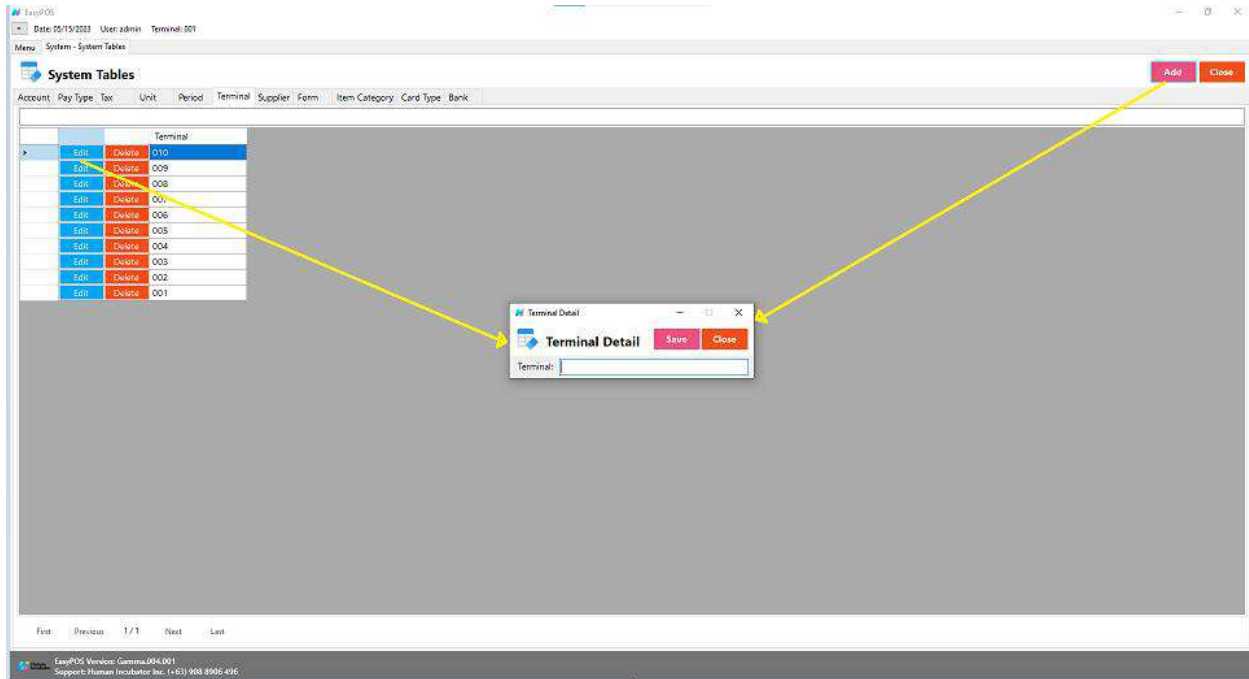 EasyPOS
Date: 05/15/2023 User: admin Terminal: 001
Menu System - System Tables
System Tables Add Close
Account Pay Type Tax Unit Period Terminal Supplier Form Item Category Card Type Bank
Terminal
Edit Delete 010
Edit Delete 009
Edit Delete 008
Edit Delete 007
Edit Delete 006
Edit Delete 005
Edit Delete 004
Edit Delete 003
Edit Delete 002
Edit Delete 001
Terminal Detail
Terminal Detail Save Close
Terminal:
First Previous 1 / 1 Next Last
EasyPOS Version: Gamma.004.001
Support: Human Incubator Inc. (+63) 908 8906 496